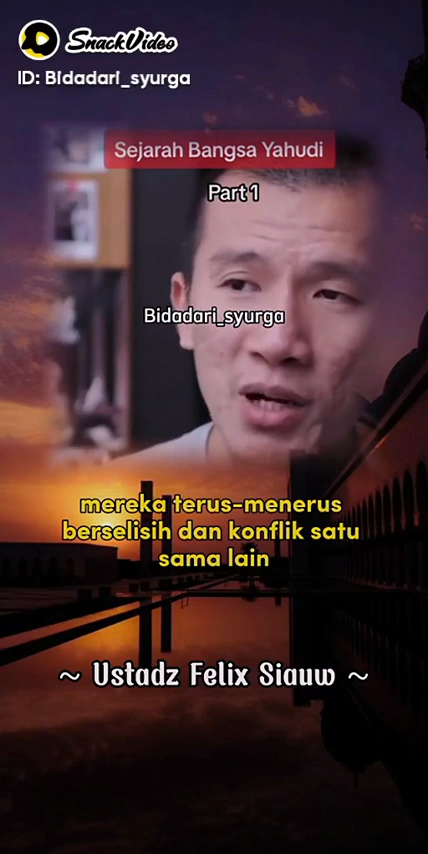 SnackVideo
ID: Bidadari_syurga
Sejarah Bangsa Yahudi
Part 1
Bidadari_syurga
mereka terus-menerus
berselisih dan konflik satu
sama lain
~ Ustadz Felix Siauw ~